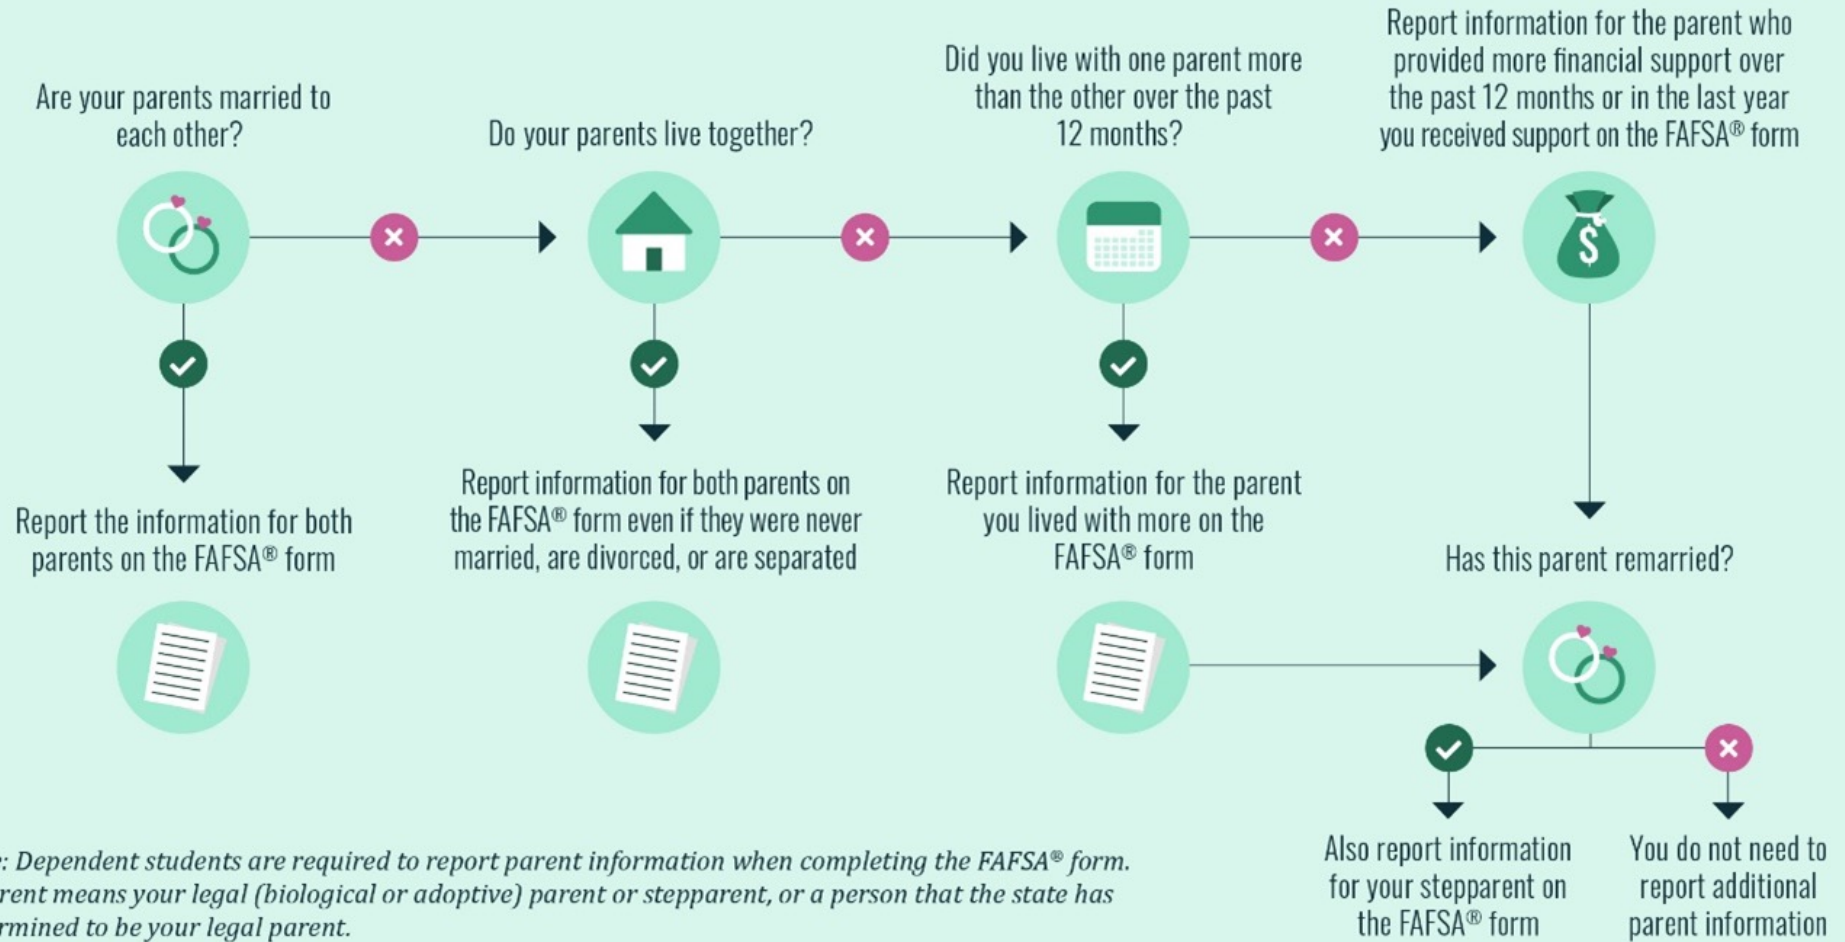 Are your parents married to
each other?
Report the information for both
parents on the FAFSA® form
Do your parents live together?
Report information for both parents on
the FAFSA® form even if they were never
married, are divorced, or are separated
Did you live with one parent more
than the other over the past
12 months?
Report information for the parent
you lived with more on the
FAFSA® form
Report information for the parent who
provided more financial support over
the past 12 months or in the last year
you received support on the FAFSA® form
$
Has this parent remarried?
Also report information
for your stepparent on
the FAFSA® form
You do not need to
report additional
parent information
: Dependent students are required to report parent information when completing the FAFSA® form.
rent means your legal (biological or adoptive) parent or stepparent, or a person that the state has
rmined to be your legal parent.